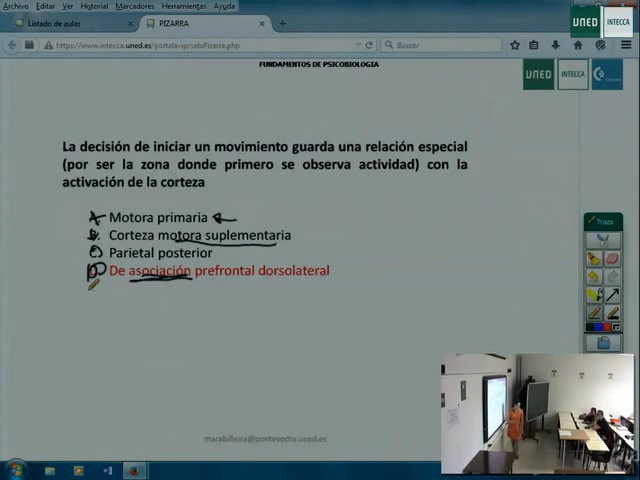 Archivo Editar Ver Historial Marcadores Herramientas Ayuda
Listado de aulas
PIZARRA
https://www.intecca.uned.es/portalavip/salaPizarra.php
Buscar
UNED
INTECCA
FUNDAMENTOS DE PSICOBIOLOGIA
UNED
INTECCA
La decisión de iniciar un movimiento guarda una relación especial
(por ser la zona donde primero se observa actividad) con la
activación de la corteza
A. Motora primaria
B. Corteza motora suplementaria
C. Parietal posterior
D. De asociación prefrontal dorsolateral
Trazo
marabilleira@pontevedra.uned.es